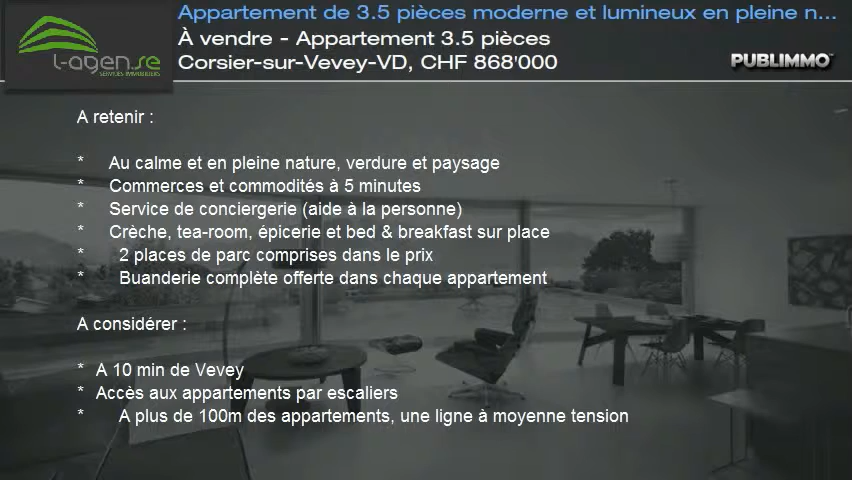 Appartement de 3.5 pièces moderne et lumineux en pleine n...
À vendre - Appartement 3.5 pièces
Corsier-sur-Vevey-VD, CHF 868'000
l-agen.se
SERVICES IMMOBILIERS
PUBLIMMO
A retenir :
* Au calme et en pleine nature, verdure et paysage
* Commerces et commodités à 5 minutes
* Service de conciergerie (aide à la personne)
* Crèche, tea-room, épicerie et bed & breakfast sur place
* 2 places de parc comprises dans le prix
* Buanderie complète offerte dans chaque appartement
A considérer :
* A 10 min de Vevey
* Accès aux appartements par escaliers
* A plus de 100m des appartements, une ligne à moyenne tension